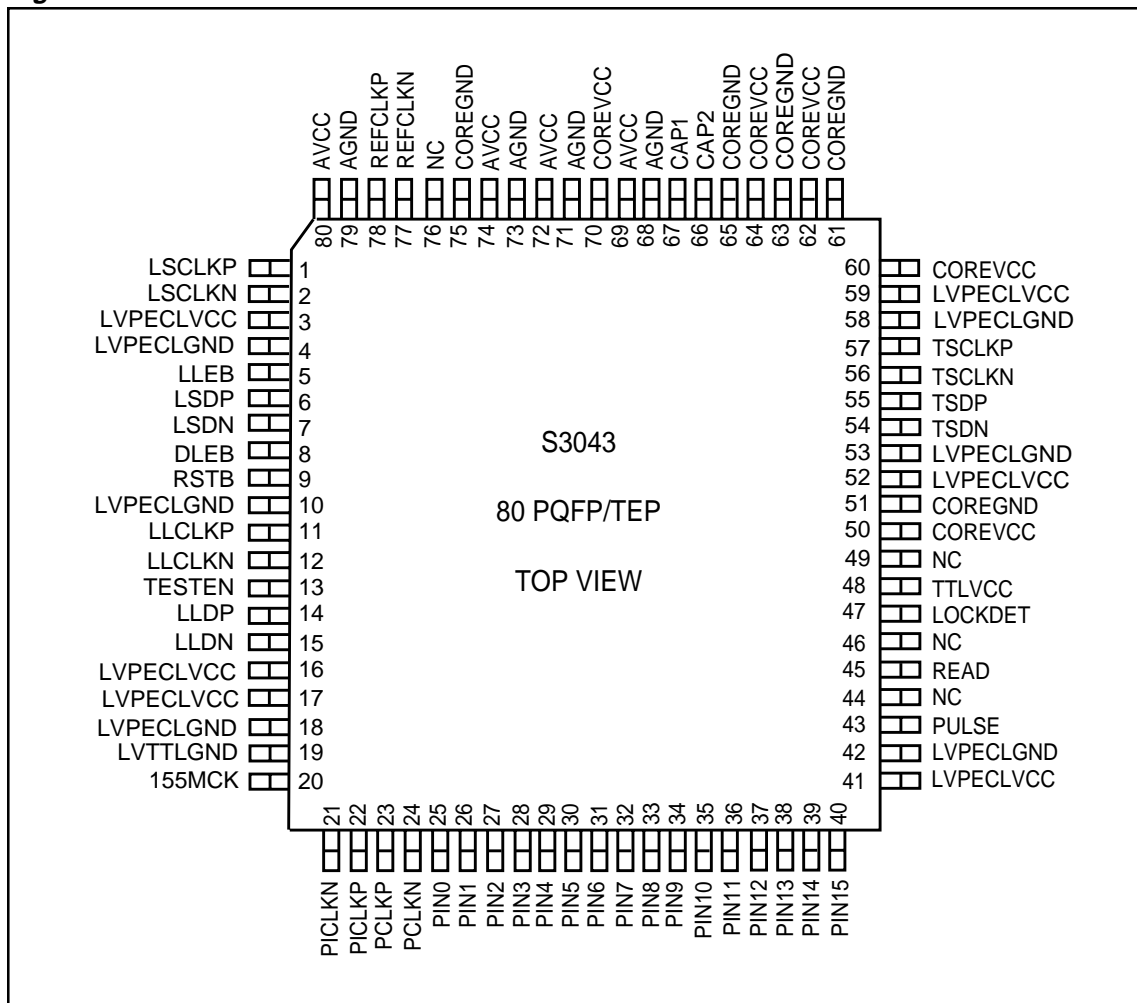 AVCC
AGND
REFCLKP
REFCLKN
NC
COREGND
AVCC
AGND
AVCC
AGND
COREVCC
AVCC
AGND
CAP1
CAP2
COREGND
COREVCC
COREGND
COREVCC
COREGND
80 79 78 77 76 75 74 73 72 71 70 69 68 67 66 65 64 63 62 61
LSCLKP 1
LSCLKN 2
LVPECLVCC 3
LVPECLGND 4
LLEB 5
LSDP 6
LSDN 7
DLEB 8
RSTB 9
LVPECLGND 10
LLCLKP 11
LLCLKN 12
TESTEN 13
LLDP 14
LLDN 15
LVPECLVCC 16
LVPECLVCC 17
LVPECLGND 18
LVTTLGND 19
155MCK 20
S3043
80 PQFP/TEP
TOP VIEW
60 COREVCC
59 LVPECLVCC
58 LVPECLGND
57 TSCLKP
56 TSCLKN
55 TSDP
54 TSDN
53 LVPECLGND
52 LVPECLVCC
51 COREGND
50 COREVCC
49 NC
48 TTLVCC
47 LOCKDET
46 NC
45 READ
44 NC
43 PULSE
42 LVPECLGND
41 LVPECLVCC
21 22 23 24 25 26 27 28 29 30 31 32 33 34 35 36 37 38 39 40
PICLKN
PICLKP
PCLKP
PCLKN
PIN0
PIN1
PIN2
PIN3
PIN4
PIN5
PIN6
PIN7
PIN8
PIN9
PIN10
PIN11
PIN12
PIN13
PIN14
PIN15